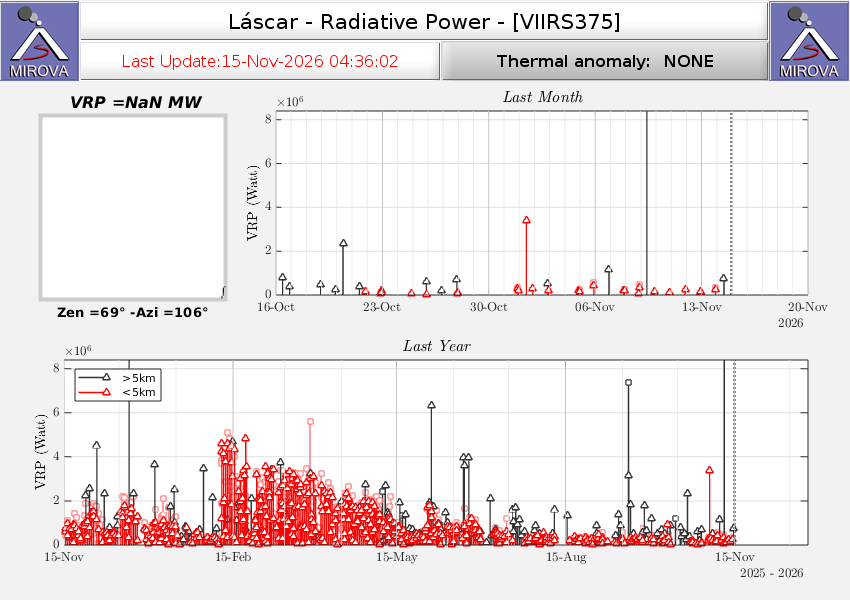 Láscar - Radiative Power - [VIIRS375]
MIROVA
Last Update:15-Nov-2026 04:36:02
Thermal anomaly: NONE
MIROVA
VRP =NaN MW
Zen =69° -Azi =106°
Last Month
×10⁶
VRP (Watt)
8
6
4
2
0
16-Oct 23-Oct 30-Oct 06-Nov 13-Nov 20-Nov
2026
Last Year
×10⁶
VRP (Watt)
8
6
4
2
0
>5km
<5km
15-Nov 15-Feb 15-May 15-Aug 15-Nov
2025 - 2026